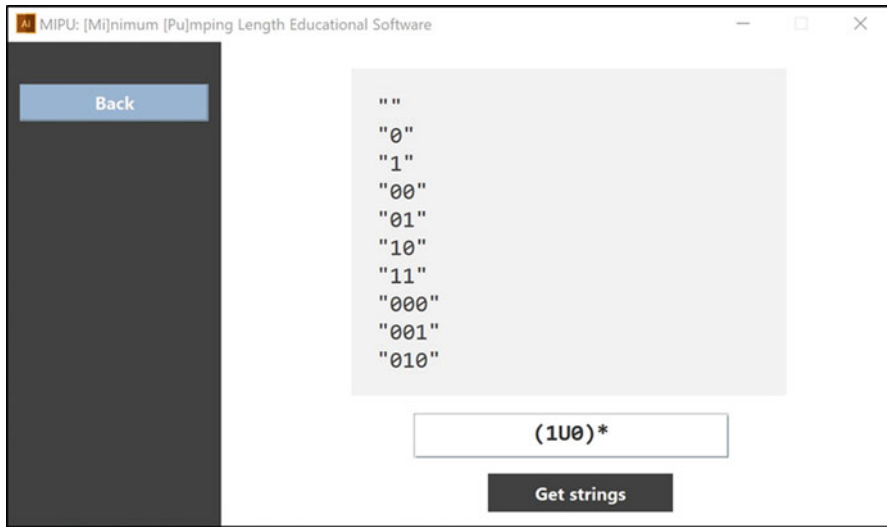 Ai MIPU: [Mi]nimum [Pu]mping Length Educational Software
Back
""
"0"
"1"
"00"
"01"
"10"
"11"
"000"
"001"
"010"
(1U0)*
Get strings